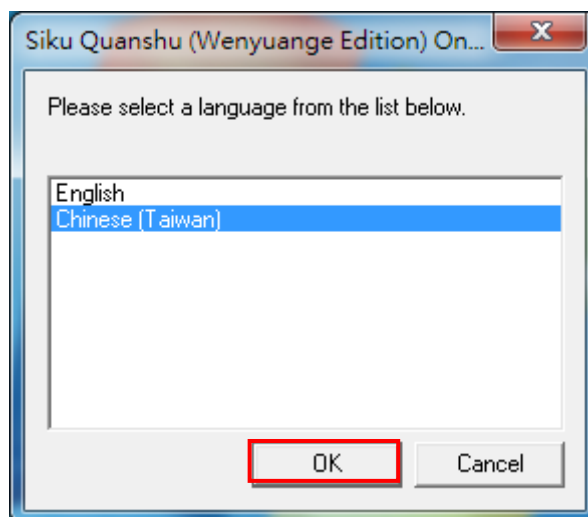 Siku Quanshu (Wenyuange Edition) On...
Please select a language from the list below.
English
Chinese (Taiwan)
OK
Cancel